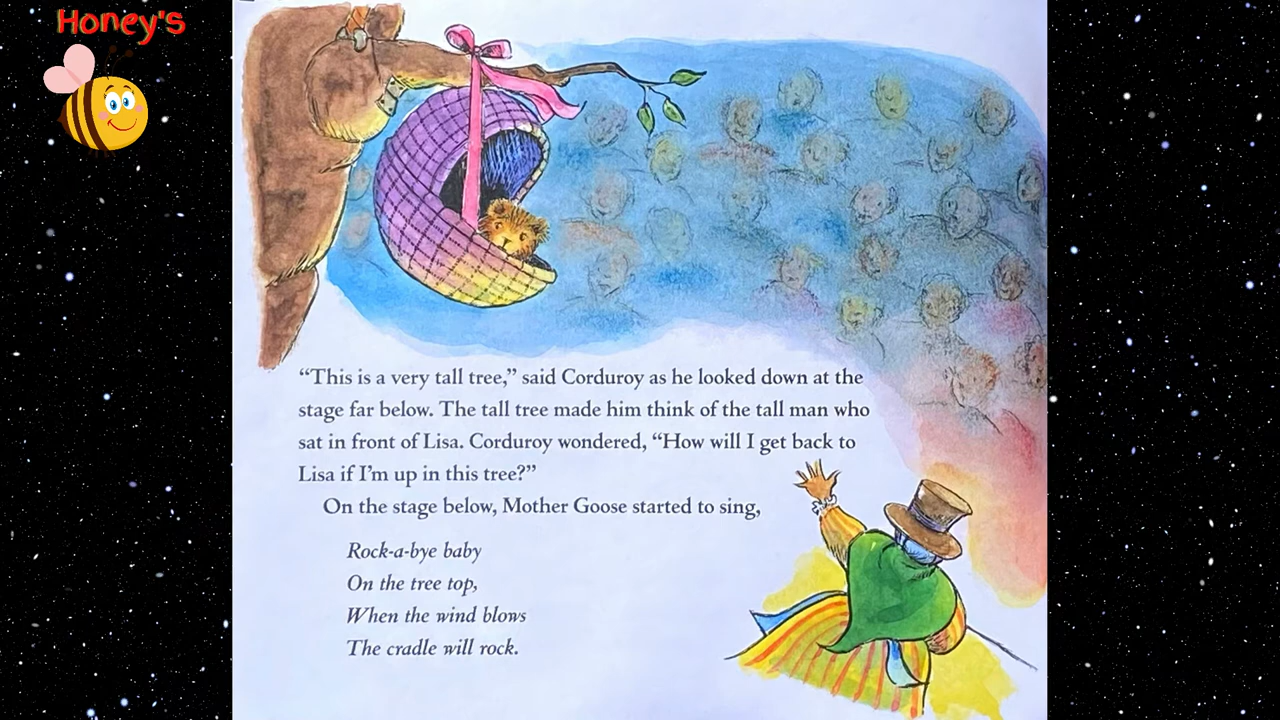 Honey's
“This is a very tall tree,” said Corduroy as he looked down at the
stage far below. The tall tree made him think of the tall man who
sat in front of Lisa. Corduroy wondered, “How will I get back to
Lisa if I’m up in this tree?”
On the stage below, Mother Goose started to sing,
Rock-a-bye baby
On the tree top,
When the wind blows
The cradle will rock.